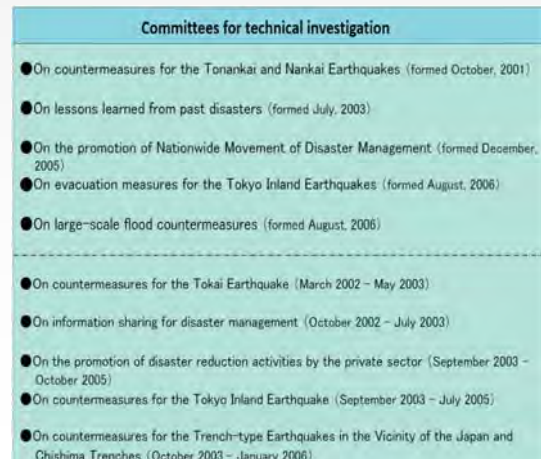 Committees for technical investigation
●On countermeasures for the Tonankai and Nankai Earthquakes (formed October, 2001)
●On lessons learned from past disasters (formed July, 2003)
●On the promotion of Nationwide Movement of Disaster Management (formed December,
2005)
●On evacuation measures for the Tokyo Inland Earthquakes (formed August, 2006)
●On large-scale flood countermeasures (formed August, 2006)
●On countermeasures for the Tokai Earthquake (March 2002 - May 2003)
●On information sharing for disaster management (October 2002 - July 2003)
●On the promotion of disaster reduction activities by the private sector (September 2003 -
October 2005)
●On countermeasures for the Tokyo Inland Earthquake (September 2003 - July 2005)
●On countermeasures for the Trench-type Earthquakes in the Vicinity of the Japan and
Chishima Trenches (October 2003 - January 2006)